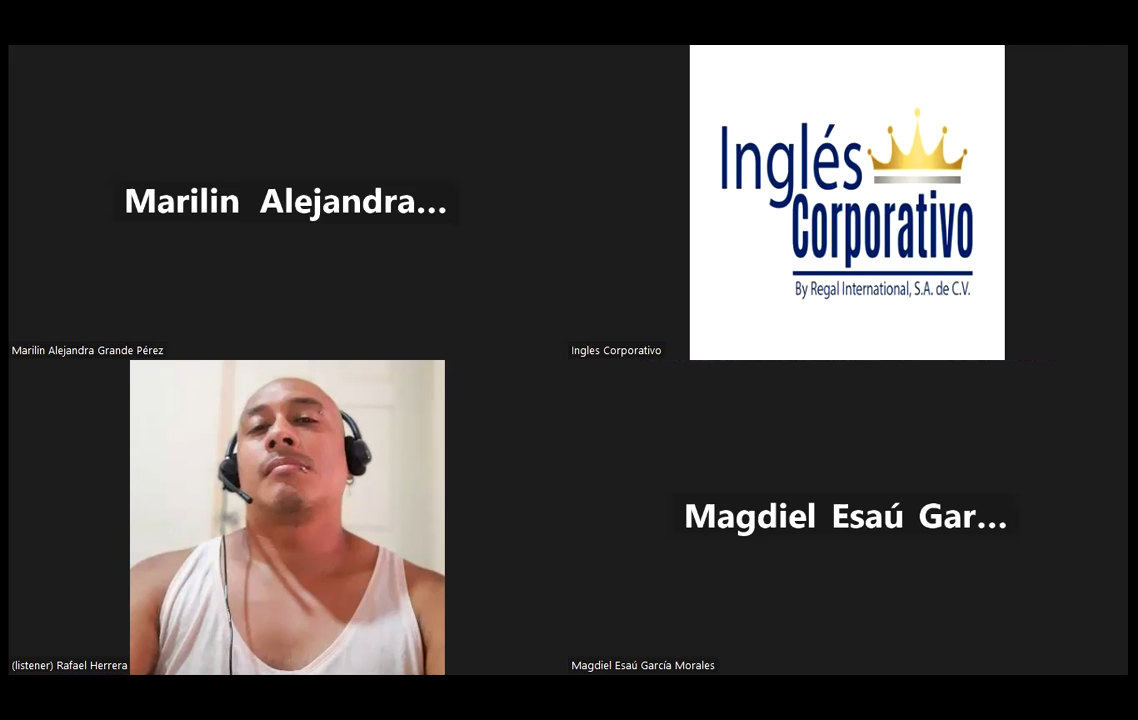 Marilin Alejandra...
Inglés
Corporativo
By Regal International, S.A. de C.V.
Marilin Alejandra Grande Pérez
Ingles Corporativo
Magdiel Esaú Gar...
(listener) Rafael Herrera
Magdiel Esaú García Morales